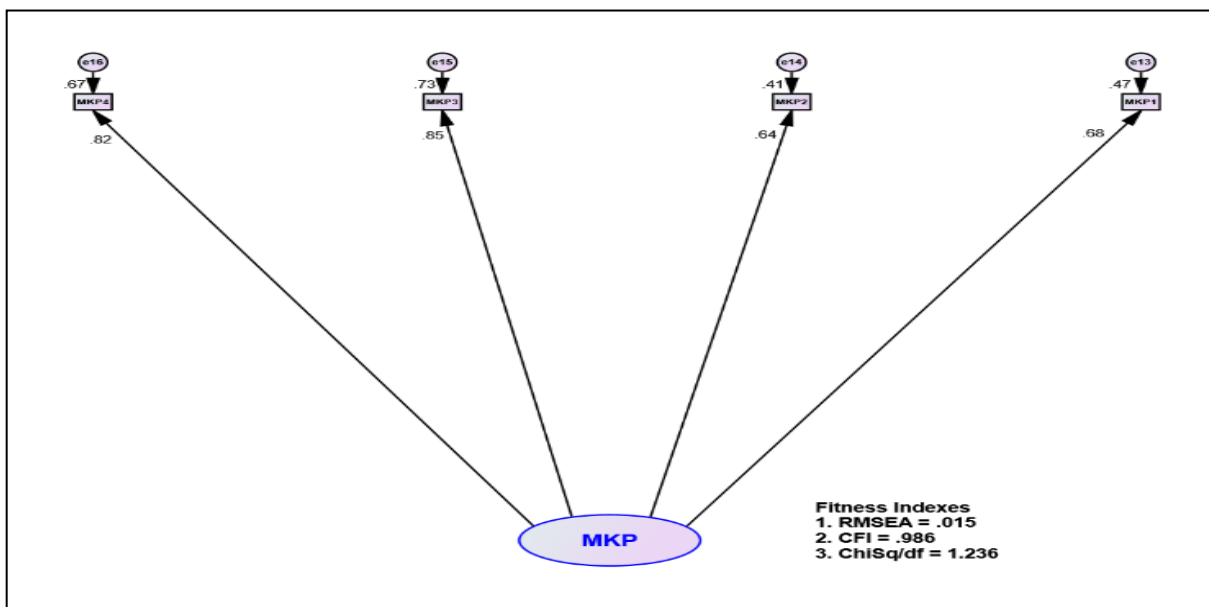 e16 e15 e14 e13
.67 .73 .41 .47
MKP4 MKP3 MKP2 MKP1
.82 .85 .64 .68
Fitness Indexes
1. RMSEA = .015
2. CFI = .986
3. ChiSq/df = 1.236
MKP